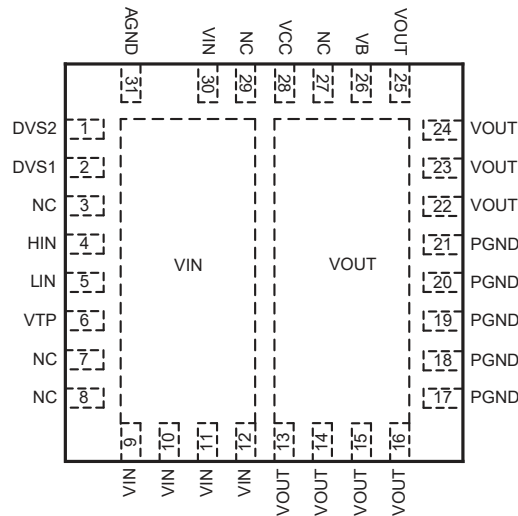 AGND
VIN
NC
VCC
NC
VB
VOUT
31
30
29
28
27
26
25
DVS2 1
DVS1 2
NC 3
HIN 4
LIN 5
VTP 6
NC 7
NC 8
VIN
VOUT
24 VOUT
23 VOUT
22 VOUT
21 PGND
20 PGND
19 PGND
18 PGND
17 PGND
9
10
11
12
13
14
15
16
VIN
VIN
VIN
VIN
VOUT
VOUT
VOUT
VOUT